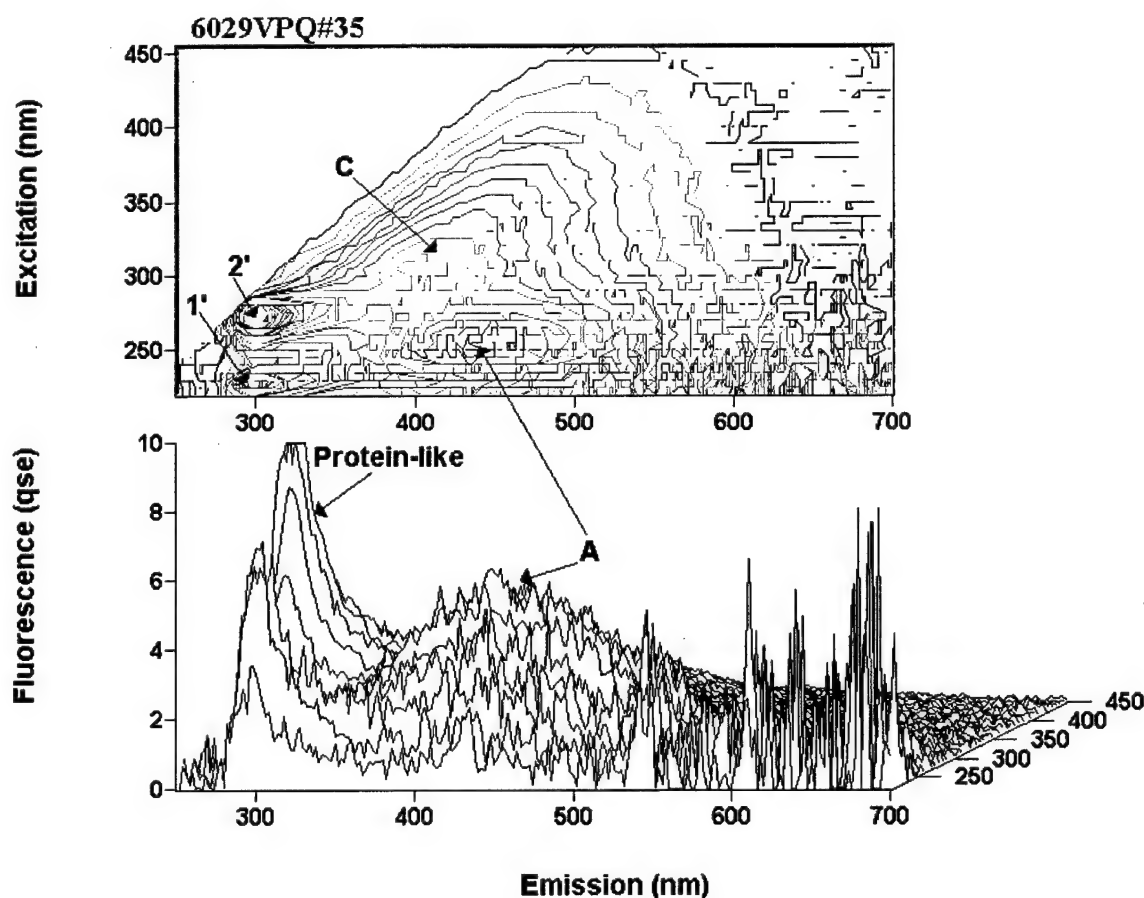 6029VPQ#35
Excitation (nm)
450
400
350
300
250
C
2'
1'
300 400 500 600 700
Fluorescence (qse)
10
8
6
4
2
0
Protein-like
A
450
400
350
300
250
300 400 500 600 700
Emission (nm)